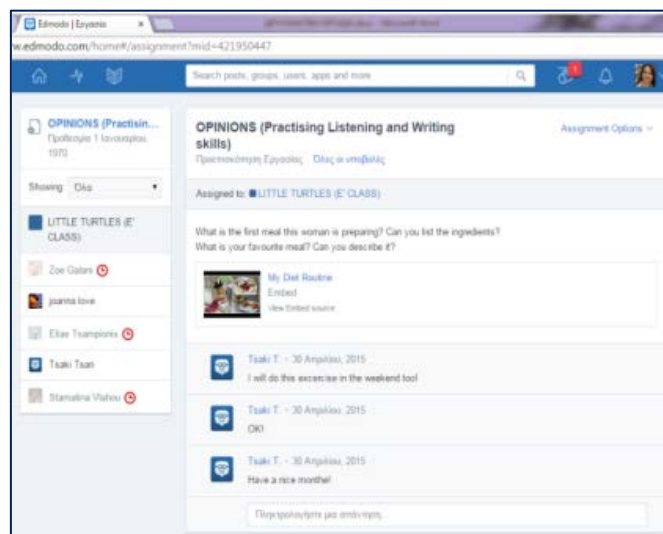 Edmodo | Εργασία
w.edmodo.com/home#/assignment?mid=421950447
Search posts, groups, users, apps and more
1
OPINIONS (Practisin...
Προθεσμία 1 Ιανουαρίου, 1970
Showing: Όλα
LITTLE TURTLES (E' CLASS)
Zoe Galani
joanna love
Elias Tsampionis
Tsaki Tsan
Stamatina Vlahou
OPINIONS (Practising Listening and Writing skills)
Assignment Options
Προεπισκόπηση Εργασίας Όλες οι υποβολές
Assigned to: LITTLE TURTLES (E' CLASS)
What is the first meal this woman is preparing? Can you list the ingredients?
What is your favourite meal? Can you describe it?
My Diet Routine
Embed
View Embed source
Tsaki T. - 30 Απριλίου, 2015
I will do this excercise in the weekend too!
Tsaki T. - 30 Απριλίου, 2015
OK!
Tsaki T. - 30 Απριλίου, 2015
Have a nice monthe!
Πληκτρολογήστε μια απάντηση...